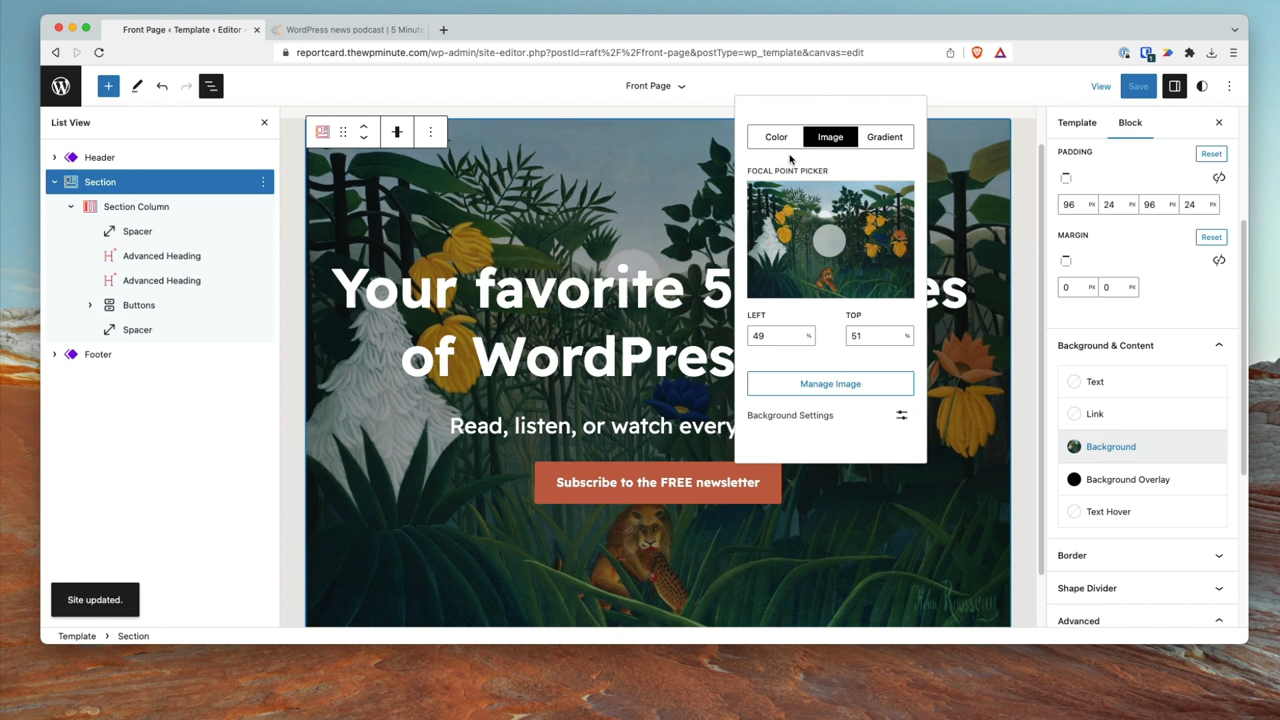 Front Page ‹ Template ‹ Editor
WordPress news podcast | 5 Minut
reportcard.thewpminute.com/wp-admin/site-editor.php?postId=raft%2F%2Ffront-page&postType=wp_template&canvas=edit
1
Front Page
View
Save
List View
Header
Section
Section Column
Spacer
Advanced Heading
Advanced Heading
Buttons
Spacer
Footer
Site updated.
Template › Section
Your favorite 5
es
of WordPres
Read, listen, or watch every
Subscribe to the FREE newsletter
Henri Rousseau
Color
Image
Gradient
FOCAL POINT PICKER
LEFT
TOP
49 %
51 %
Manage Image
Background Settings
Template
Block
PADDING
Reset
96 PX 24 PX 96 PX 24 PX
MARGIN
Reset
0 PX 0 PX
Background & Content
Text
Link
Background
Background Overlay
Text Hover
Border
Shape Divider
Advanced